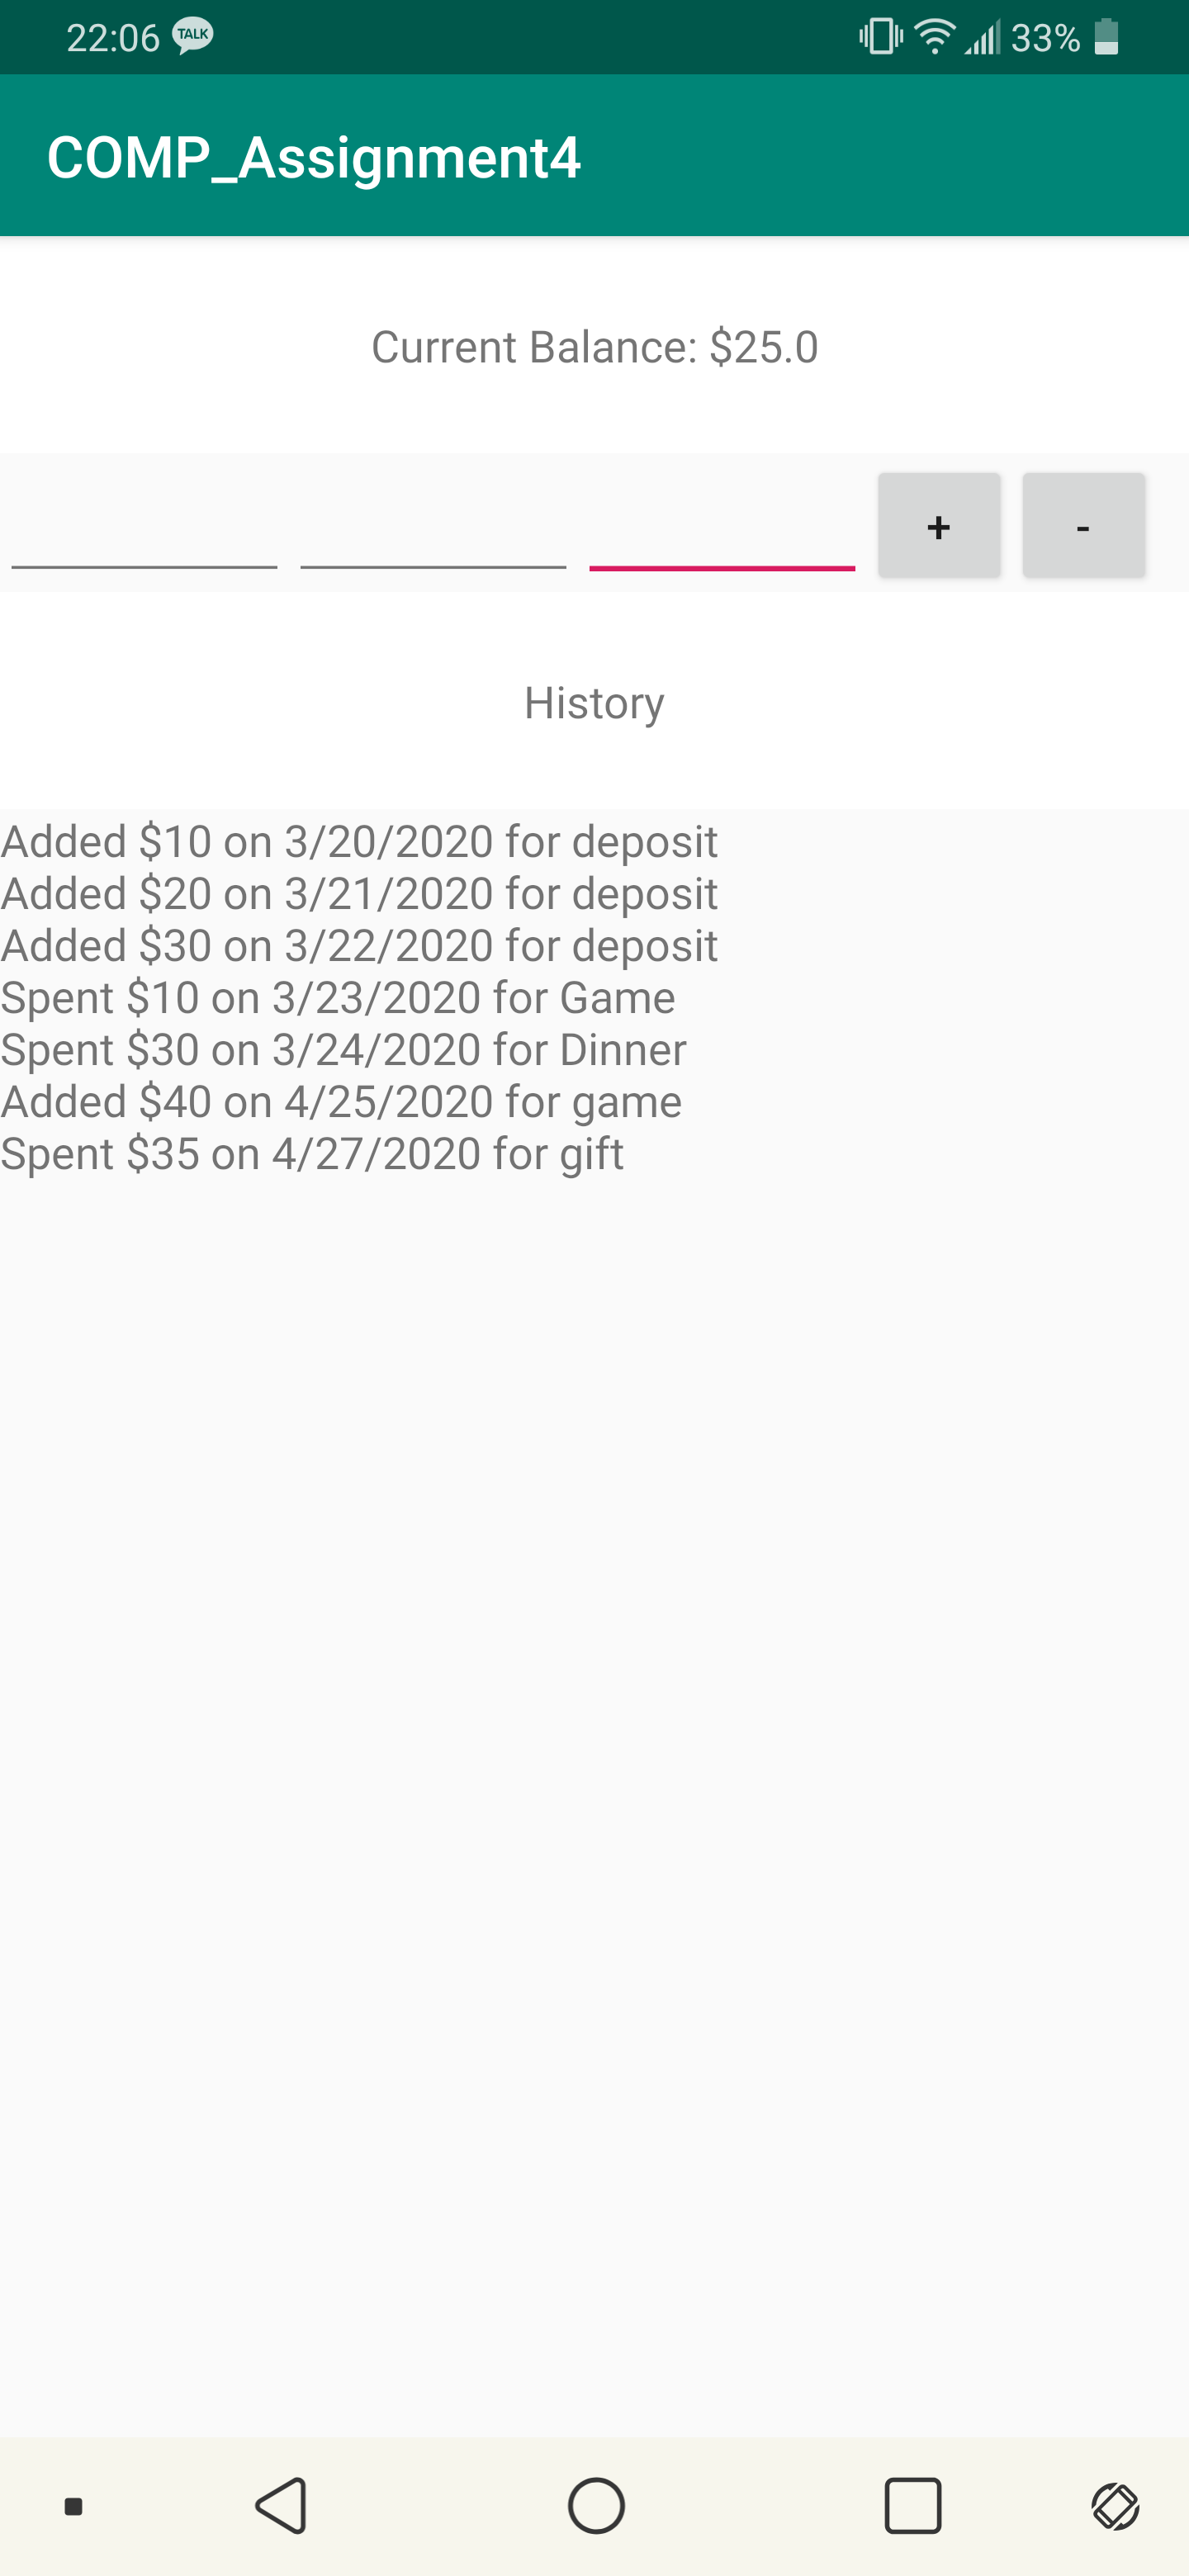 22:06 TALK 33%
COMP_Assignment4
Current Balance: $25.0
+ -
History
Added $10 on 3/20/2020 for deposit
Added $20 on 3/21/2020 for deposit
Added $30 on 3/22/2020 for deposit
Spent $10 on 3/23/2020 for Game
Spent $30 on 3/24/2020 for Dinner
Added $40 on 4/25/2020 for game
Spent $35 on 4/27/2020 for gift